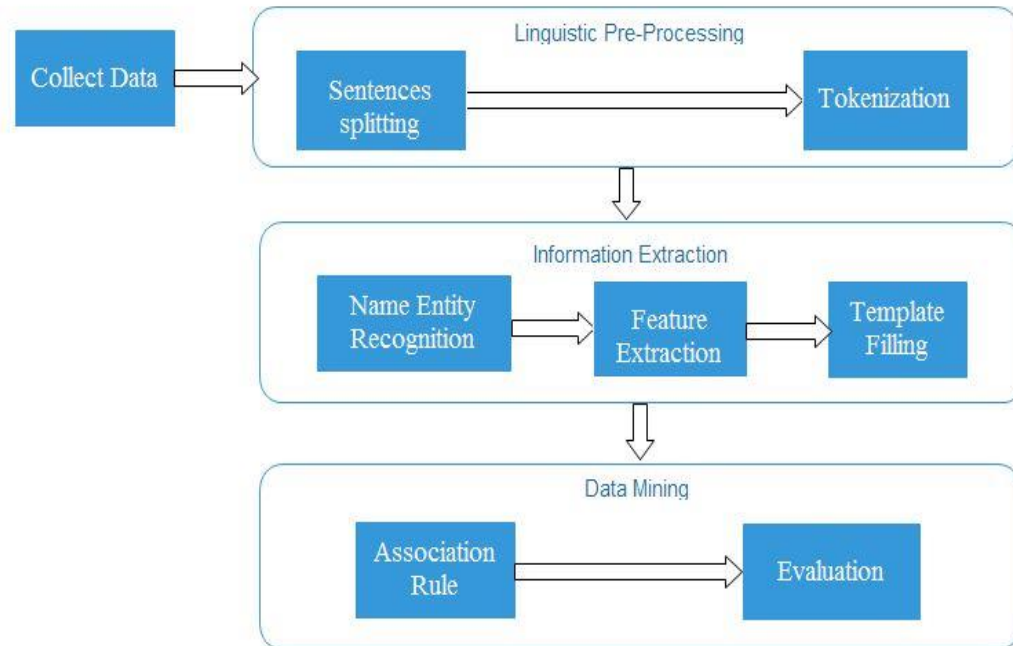 Linguistic Pre-Processing
Collect Data
Sentences
splitting
Tokenization
Information Extraction
Name Entity
Recognition
Feature
Extraction
Template
Filling
Data Mining
Association
Rule
Evaluation